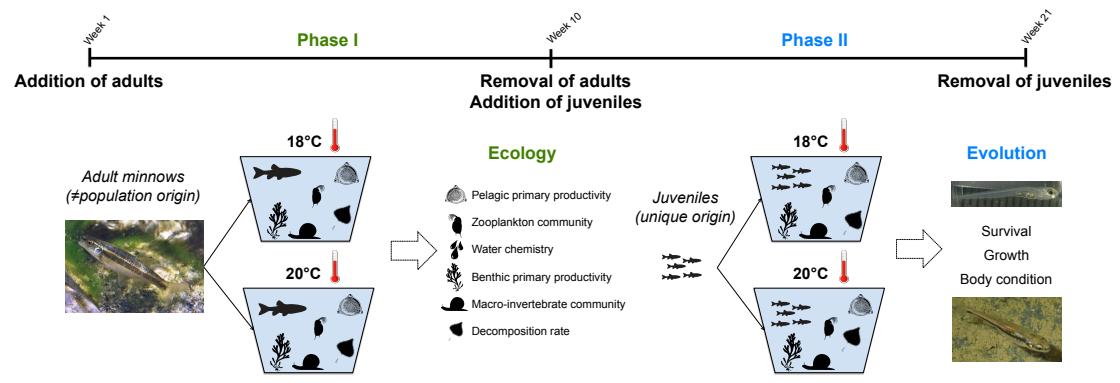 Week 1
Phase I
Week 10
Phase II
Week 21
Addition of adults
Removal of adults
Addition of juveniles
Removal of juveniles
18°C
Adult minnows
(≠population origin)
20°C
Ecology
Pelagic primary productivity
Zooplankton community
Water chemistry
Benthic primary productivity
Macro-invertebrate community
Decomposition rate
Juveniles
(unique origin)
18°C
20°C
Evolution
Survival
Growth
Body condition